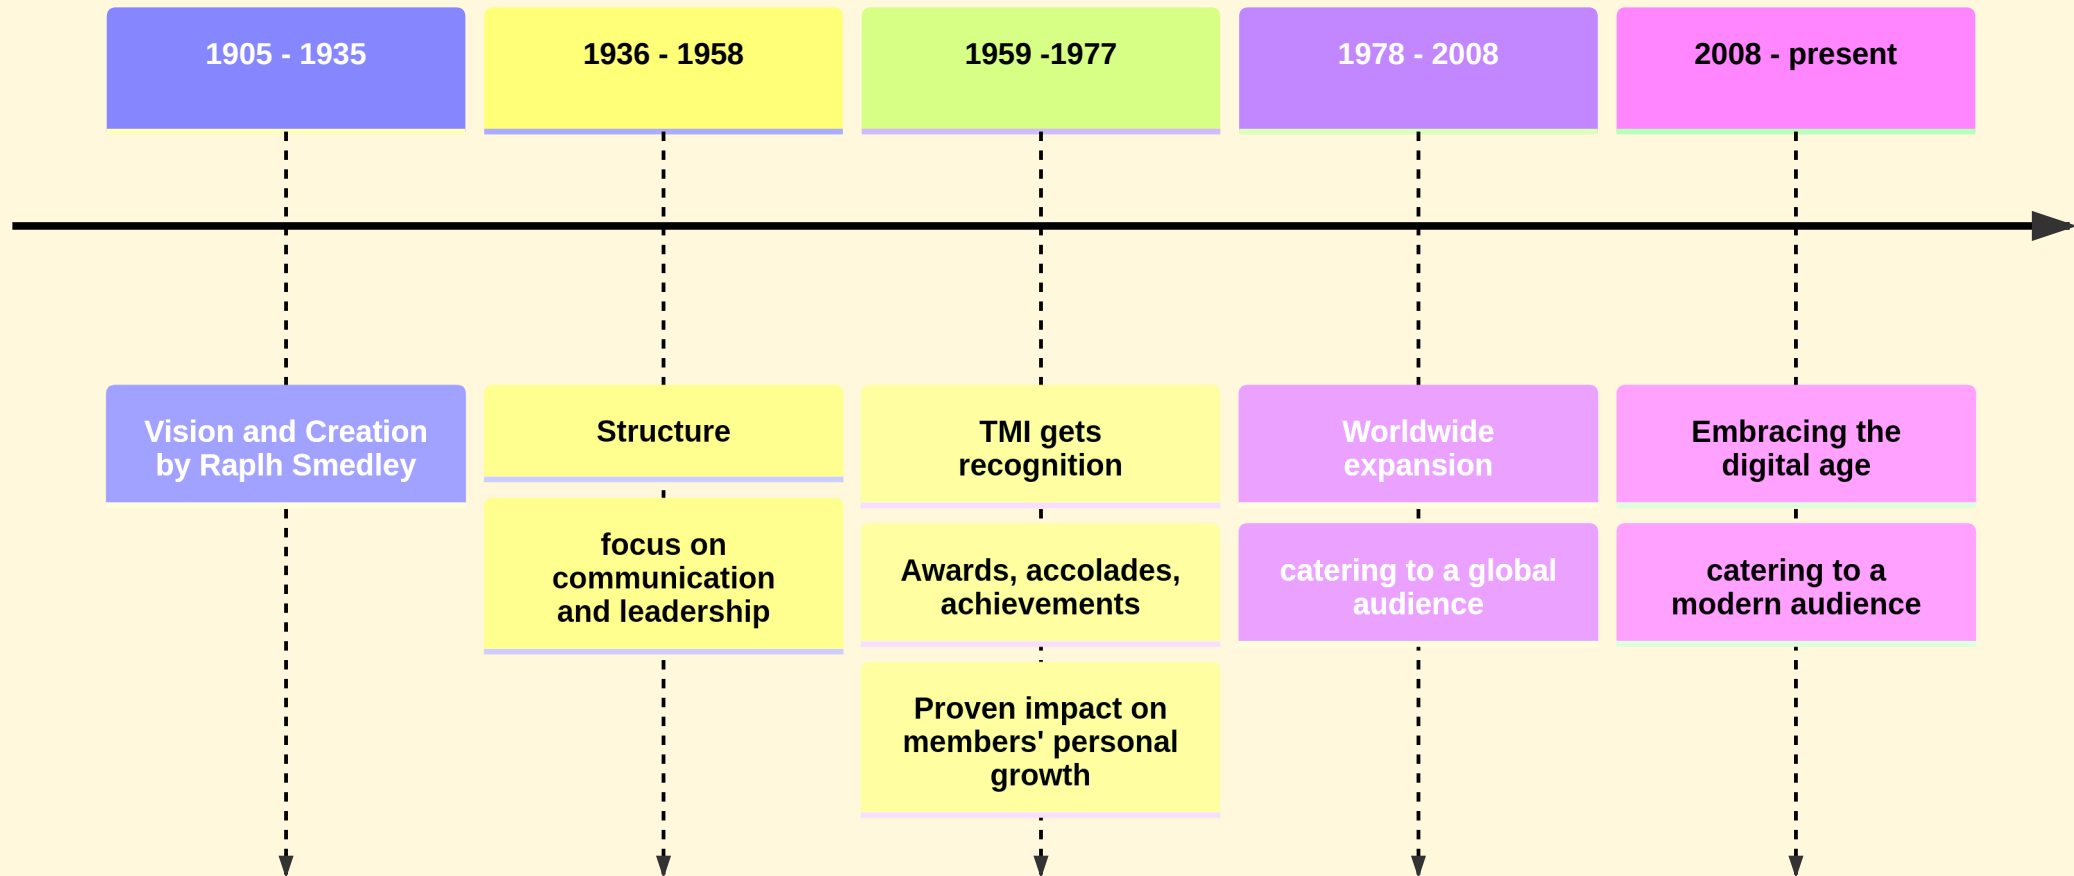 1905 - 1935
1936 - 1958
1959 -1977
1978 - 2008
2008 - present
Vision and Creation
by Raplh Smedley
Structure
focus on
communication
and leadership
TMI gets
recognition
Awards, accolades,
achievements
Proven impact on
members' personal
growth
Worldwide
expansion
catering to a global
audience
Embracing the
digital age
catering to a
modern audience